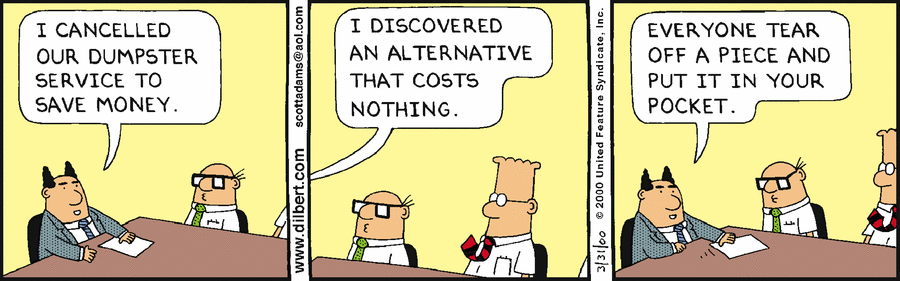 I CANCELLED
OUR DUMPSTER
SERVICE TO
SAVE MONEY.
www.dilbert.com scottadams@aol.com
I DISCOVERED
AN ALTERNATIVE
THAT COSTS
NOTHING.
3/31/00 © 2000 United Feature Syndicate, Inc.
EVERYONE TEAR
OFF A PIECE AND
PUT IT IN YOUR
POCKET.